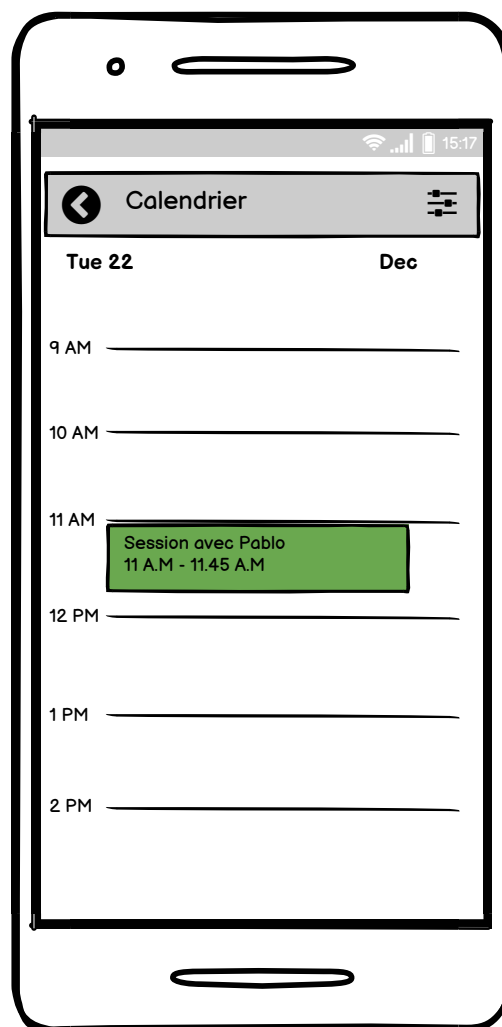 15:17
Calendrier
Tue 22 Dec
9 AM
10 AM
11 AM
Session avec Pablo
11 A.M - 11.45 A.M
12 PM
1 PM
2 PM